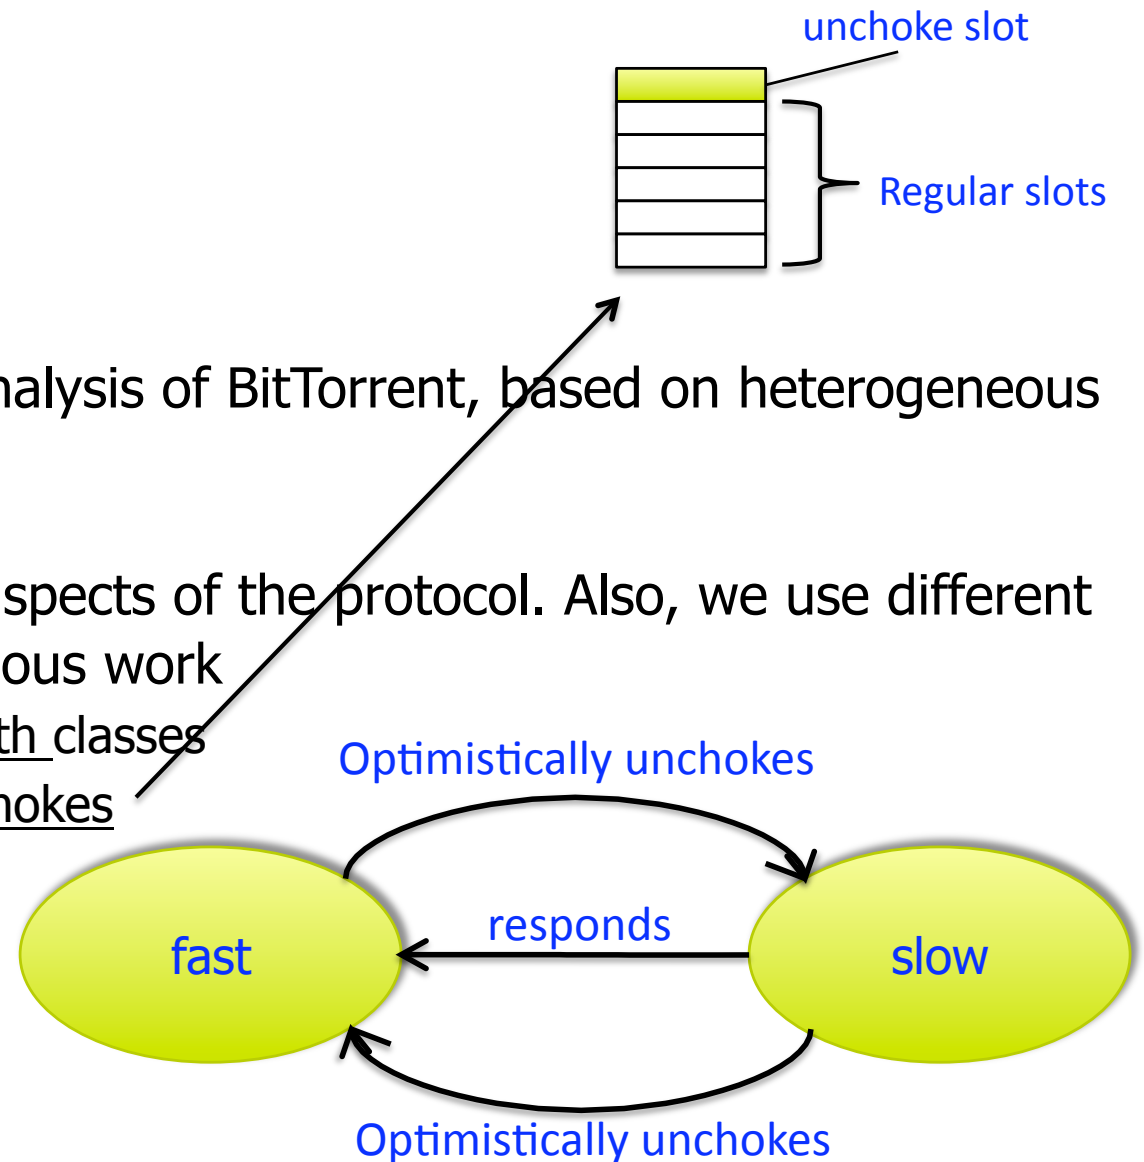 unchoke slot
Regular slots
nalysis of BitTorrent, based on heterogeneous
spects of the protocol. Also, we use different
ous work
th classes
hokes
Optimistically unchokes
fast
responds
slow
Optimistically unchokes